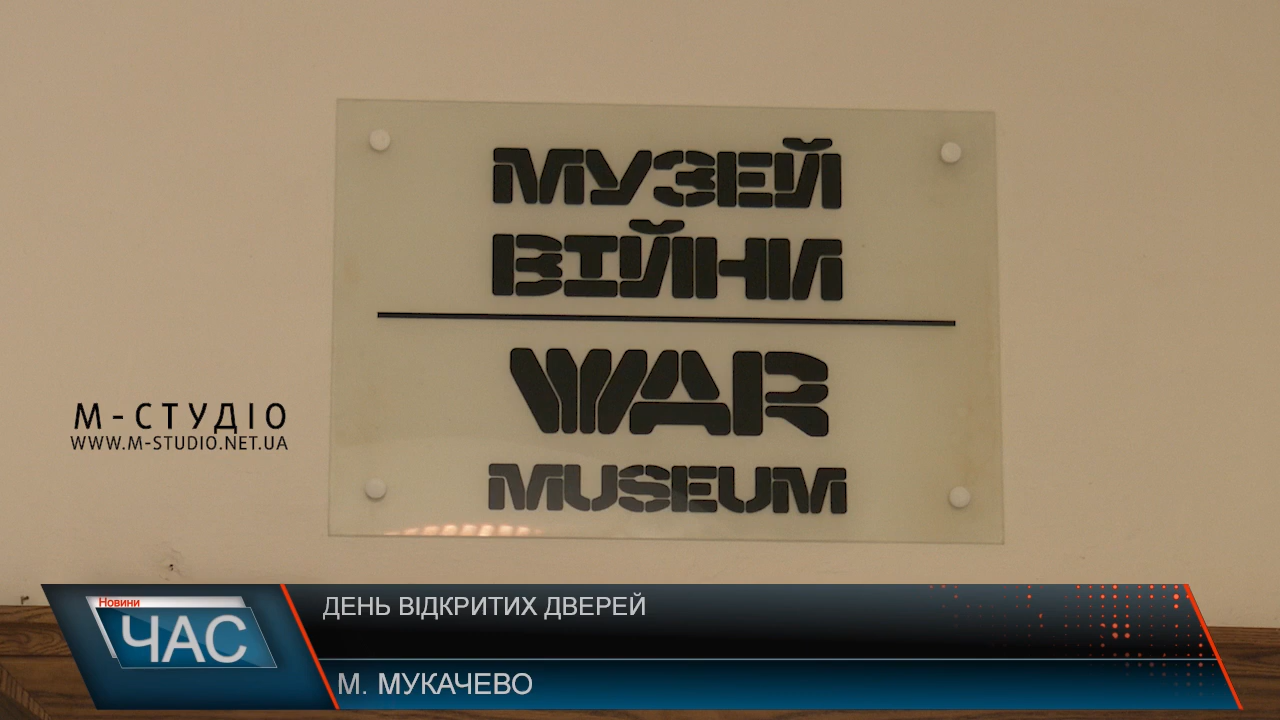 МУЗЕЙ
ВІЙНИ
WAR
MUSEUM
М-СТУДІО
WWW.M-STUDIO.NET.UA
Новини
ЧАС
ДЕНЬ ВІДКРИТИХ ДВЕРЕЙ
М. МУКАЧЕВО